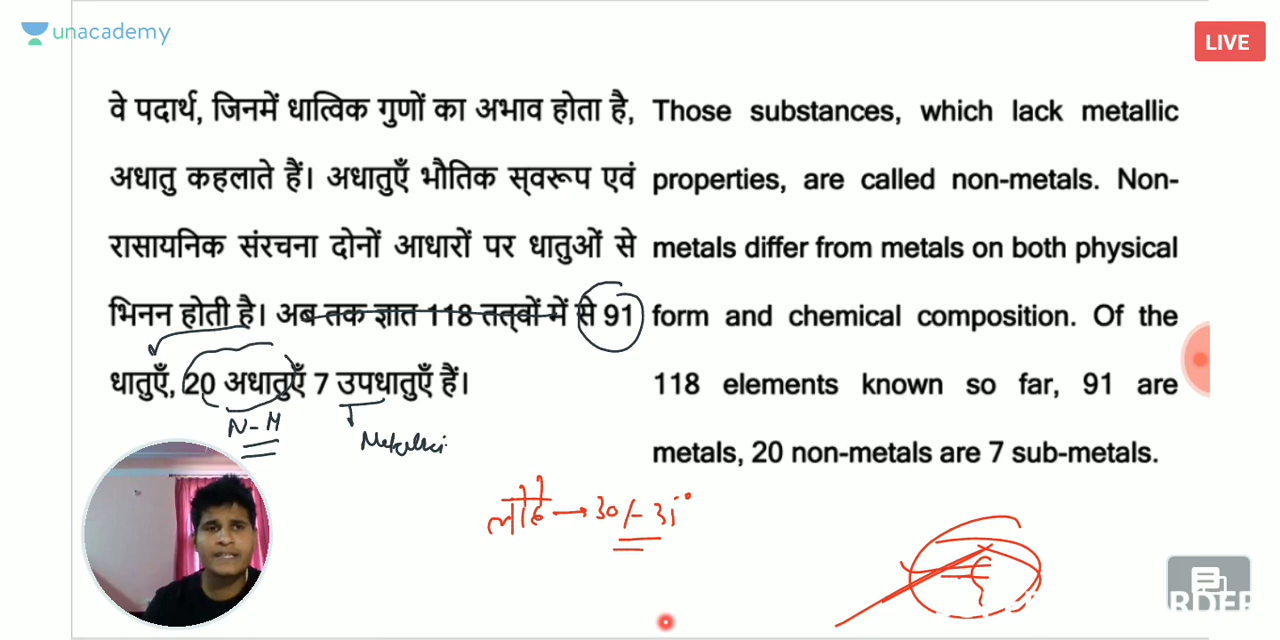 unacademy
LIVE
वे पदार्थ, जिनमें धात्विक गुणों का अभाव होता है,
अधातु कहलाते हैं। अधातुएँ भौतिक स्वरूप एवं
रासायनिक संरचना दोनों आधारों पर धातुओं से
भिनन होती है। अब तक ज्ञात 118 तत्वों में से 91
धातुएँ, 20 अधातुएँ 7 उपधातुएँ हैं।
N-M
Those substances, which lack metallic
properties, are called non-metals. Non-
metals differ from metals on both physical
form and chemical composition. Of the
118 elements known so far, 91 are
metals, 20 non-metals are 7 sub-metals.